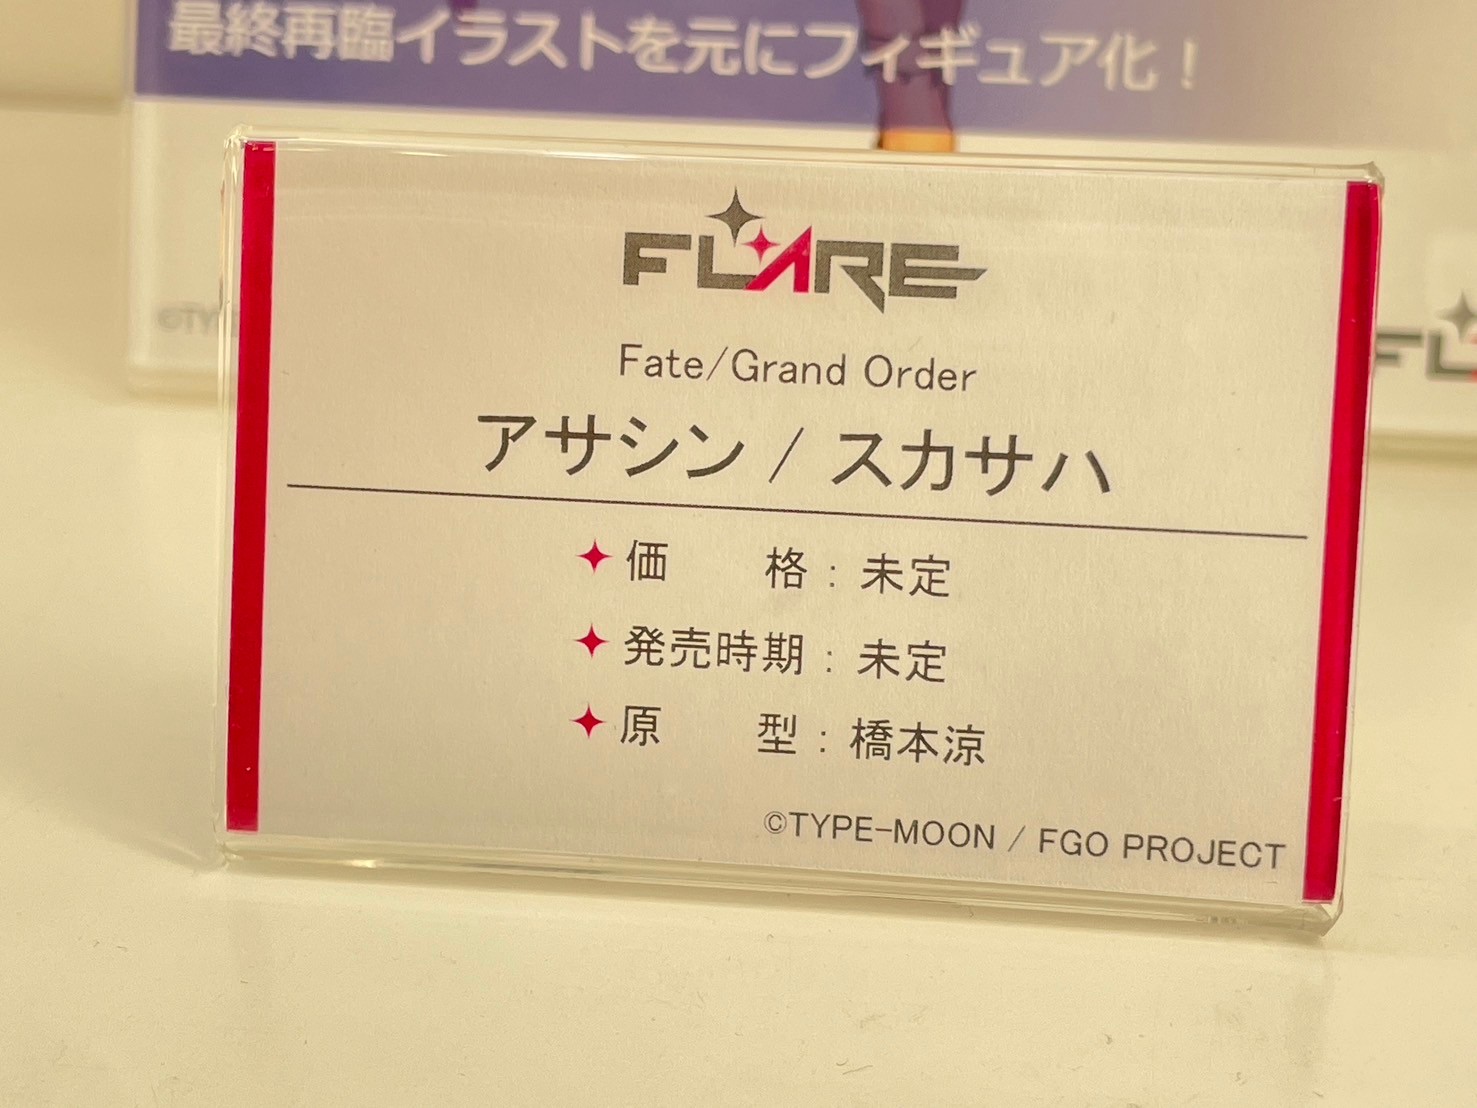 最終再臨イラストを元にフィギュア化！
©TY
FLARE
Fate/Grand Order
アサシン / スカサハ
価　　格：未定
発売時期：未定
原　　型：橋本涼
©TYPE-MOON / FGO PROJECT
FL